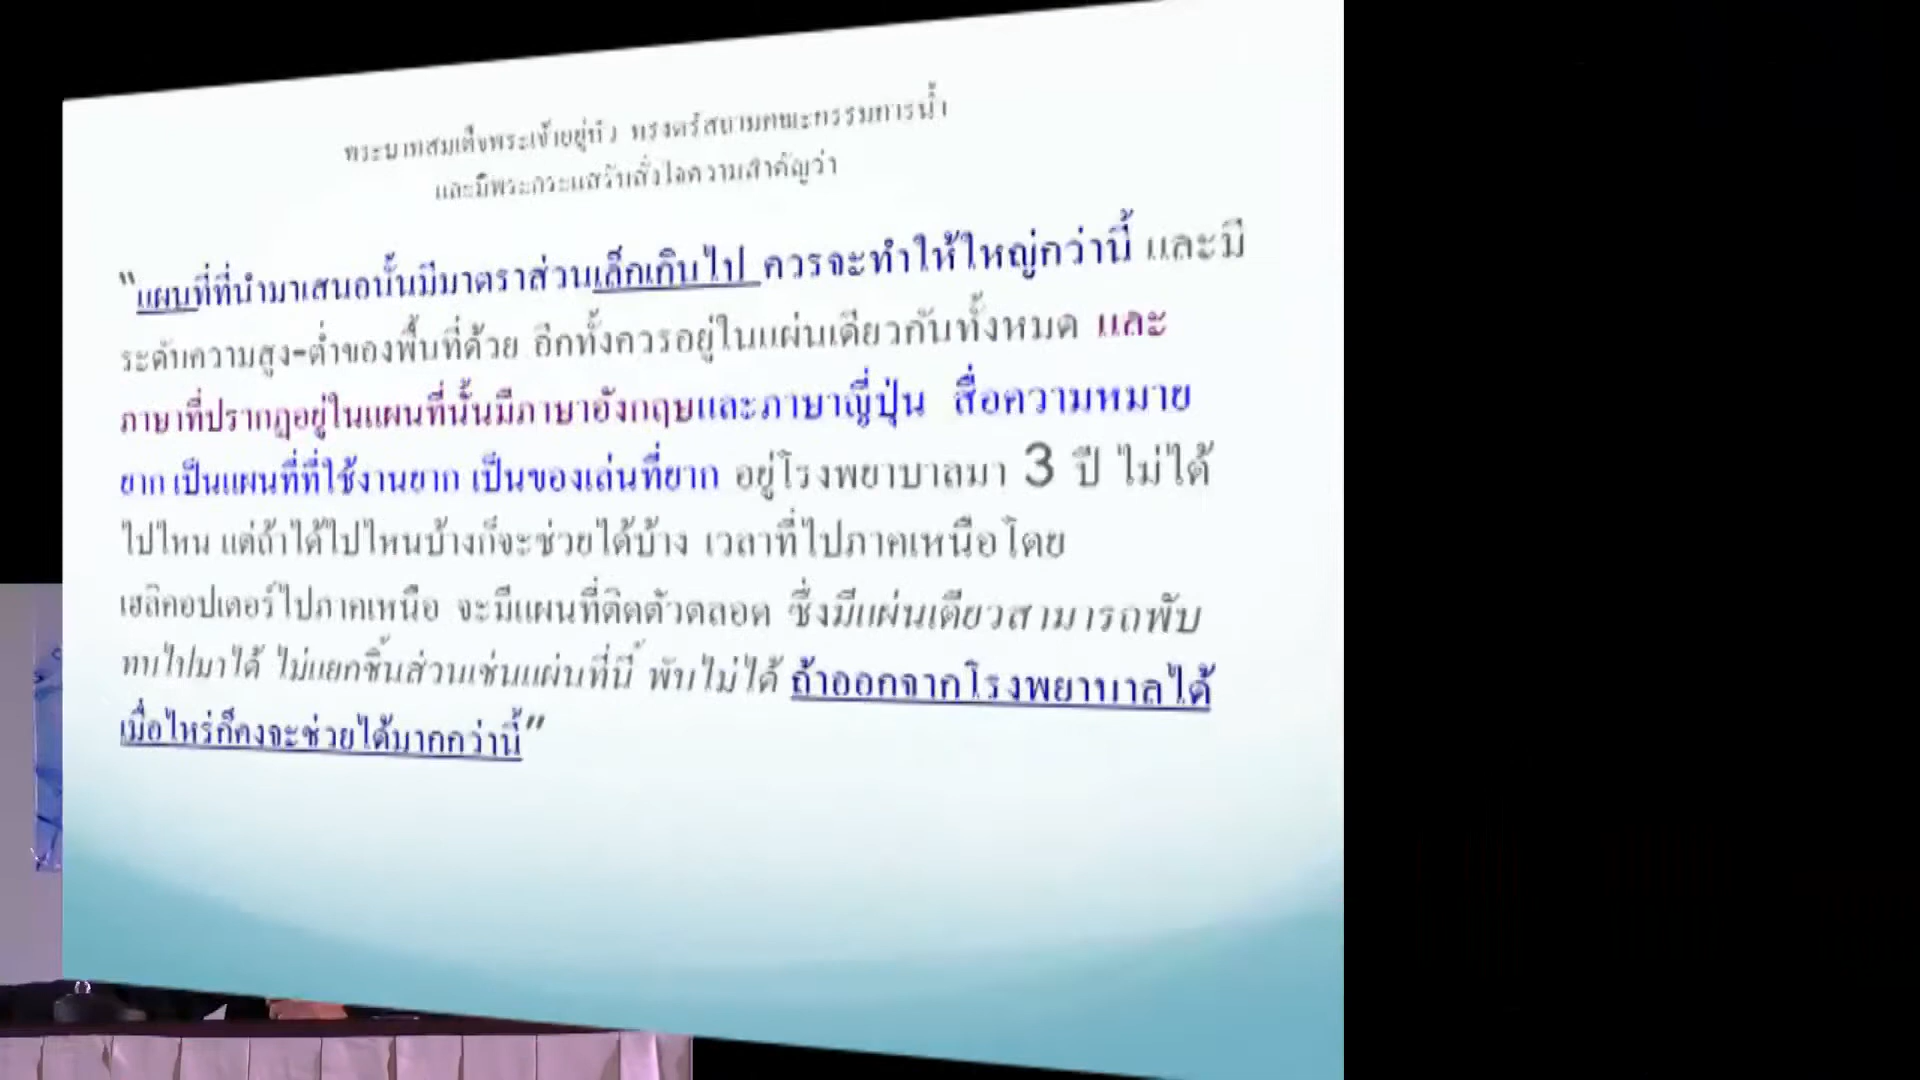 พระบาทสมเด็จพระเจ้าอยู่หัว ทรงตรัสถามคณะกรรมการน้ำ
และมีพระกระแสรับสั่งใจความสำคัญว่า
“แผนที่ที่นำมาเสนอนั้นมีมาตราส่วนเล็กเกินไป ควรจะทำให้ใหญ่กว่านี้ และมี
ระดับความสูง-ต่ำของพื้นที่ด้วย อีกทั้งควรอยู่ในแผ่นเดียวกันทั้งหมด และ
ภาษาที่ปรากฏอยู่ในแผนที่นั้นมีภาษาอังกฤษและภาษาญี่ปุ่น สื่อความหมาย
ยาก เป็นแผนที่ที่ใช้งานยาก เป็นของเล่นที่ยาก อยู่โรงพยาบาลมา 3 ปี ไม่ได้
ไปไหน แต่ถ้าได้ไปไหนบ้างก็จะช่วยได้บ้าง เวลาที่ไปภาคเหนือโดย
เฮลิคอปเตอร์ไปภาคเหนือ จะมีแผนที่ติดตัวตลอด ซึ่งมีแผ่นเดียวสามารถพับ
ทบไปมาได้ ไม่แยกชิ้นส่วนเช่นแผ่นที่นี้ พับไม่ได้ ถ้าออกจากโรงพยาบาลได้
เมื่อไหร่ก็คงจะช่วยได้มากกว่านี้”